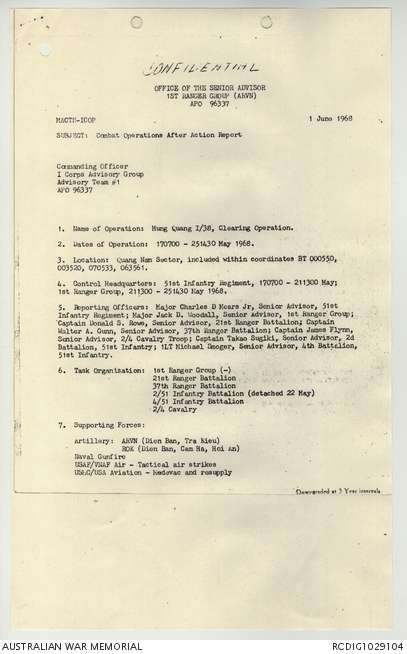 CONFIDENTIAL
OFFICE OF THE SENIOR ADVISOR
1ST RANGER GROUP (ARVN)
APO 96337
MACTN-ICOP
1 June 1968
SUBJECT: Combat Operations After Action Report
Commanding Officer
I Corps Advisory Group
Advisory Team #1
APO 96337
1. Name of Operation: Hung Quang I/38, Clearing Operation.
2. Dates of Operation: 170700 - 251430 May 1968.
3. Location: Quang Nam Sector, included within coordinates BT 000550,
003520, 070533, 063561.
4. Control Headquarters: 51st Infantry Regiment, 170700 - 211300 May;
1st Ranger Group, 211300 - 251430 May 1968.
5. Reporting Officers: Major Charles D Mears Jr, Senior Advisor, 51st
Infantry Regiment; Major Jack D. Woodall, Senior Advisor, 1st Ranger Group;
Captain Donald S. Rowe, Senior Advisor, 21st Ranger Battalion; Captain
Walter A. Gunn, Senior Advisor, 37th Ranger Battalion; Captain James Flynn,
Senior Advisor, 2/4 Cavalry Troop; Captain Takao Sugiki, Senior Advisor, 2d
Battalion, 51st Infantry; 1LT Michael Smoger, Senior Advisor, 4th Battalion,
51st Infantry.
6. Task Organization: 1st Ranger Group (-)
21st Ranger Battalion
37th Ranger Battalion
2/51 Infantry Battalion (detached 22 May)
4/51 Infantry Battalion
2/4 Cavalry
7. Supporting Forces:
Artillery: ARVN (Dien Ban, Tra Kieu)
ROK (Dien Ban, Cam Ha, Hoi An)
Naval Gunfire
USAF/VNAF Air - Tactical air strikes
USMC/USA Aviation - Medevac and resupply
Downgraded at 3 Year intervals
AUSTRALIAN WAR MEMORIAL
RCDIG1029104